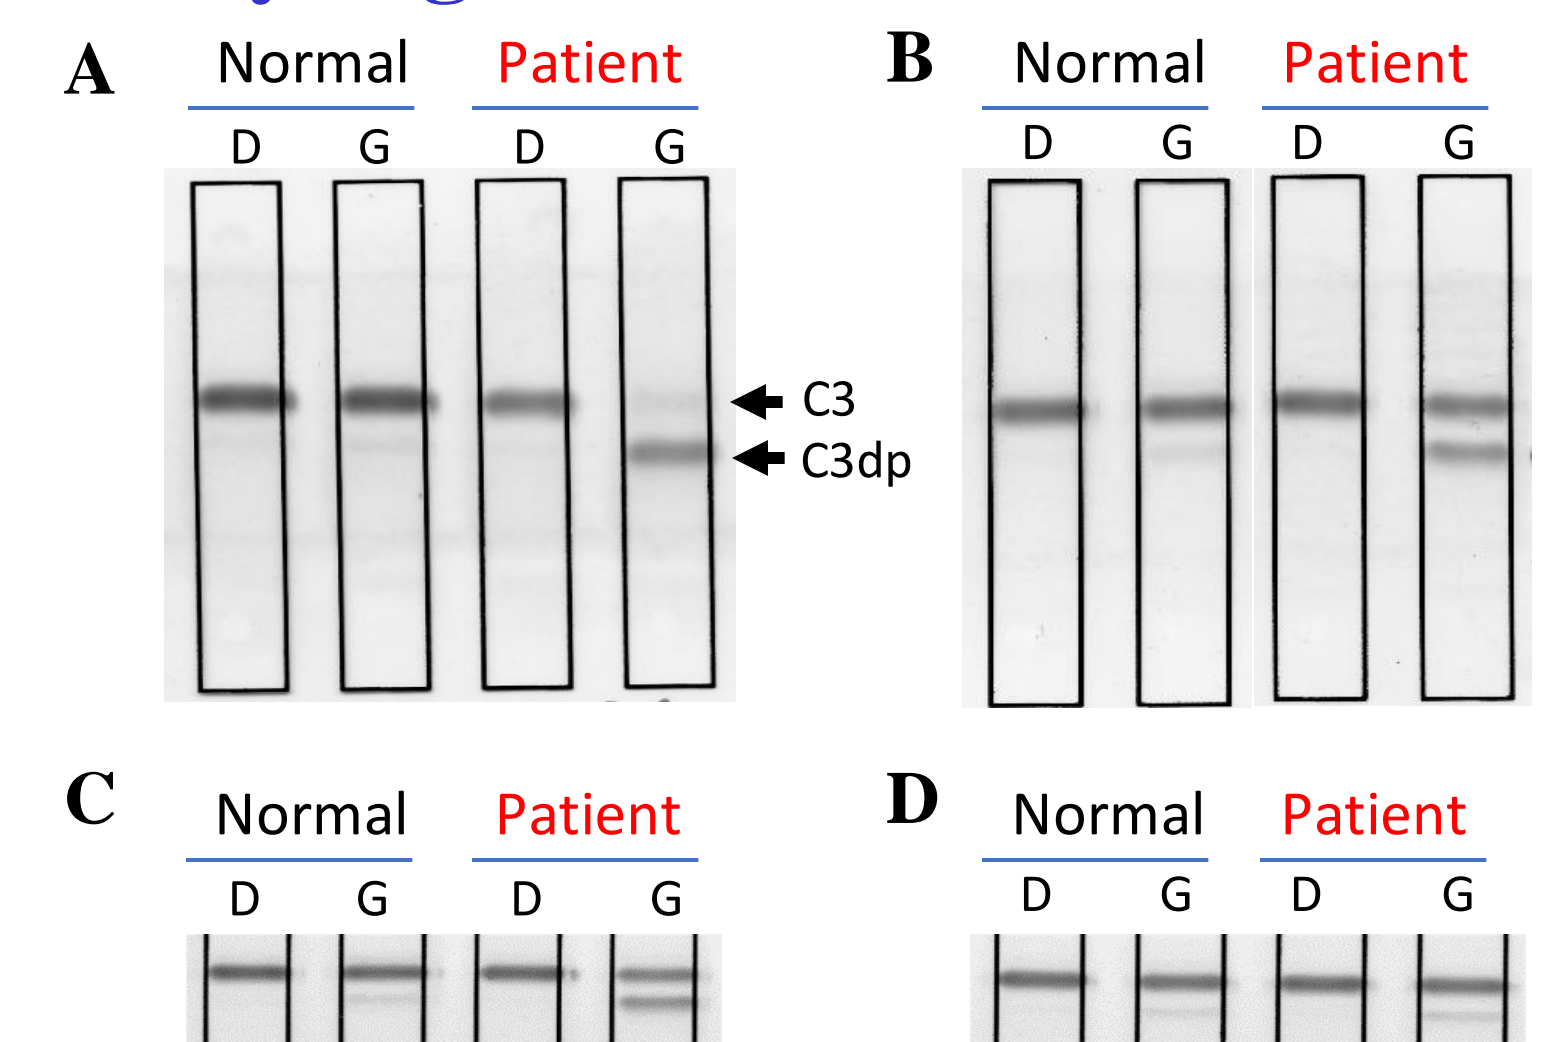 A
Normal Patient
D G D G
C3
C3dp
B
Normal Patient
D G D G
C
Normal Patient
D G D G
D
Normal Patient
D G D G